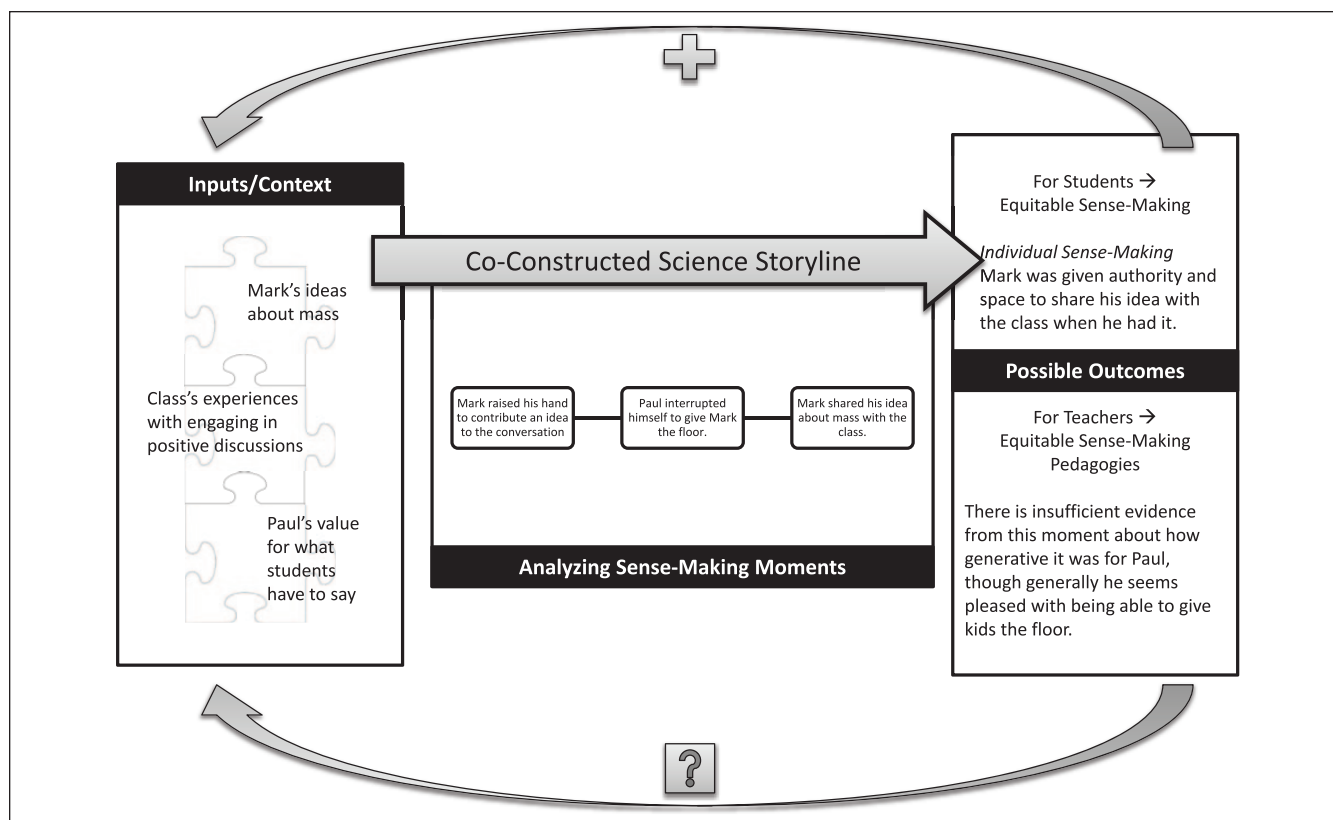 Inputs/Context
Mark’s ideas
about mass
Class’s experiences
with engaging in
positive discussions
Paul’s value
for what
students
have to say
Co-Constructed Science Storyline
Mark raised his hand
to contribute an idea
to the conversation
Paul interrupted
himself to give Mark
the floor.
Mark shared his idea
about mass with the
class.
Analyzing Sense-Making Moments
For Students →
Equitable Sense-Making
Individual Sense-Making
Mark was given authority and
space to share his idea with
the class when he had it.
Possible Outcomes
For Teachers →
Equitable Sense-Making
Pedagogies
There is insufficient evidence
from this moment about how
generative it was for Paul,
though generally he seems
pleased with being able to give
kids the floor.
?